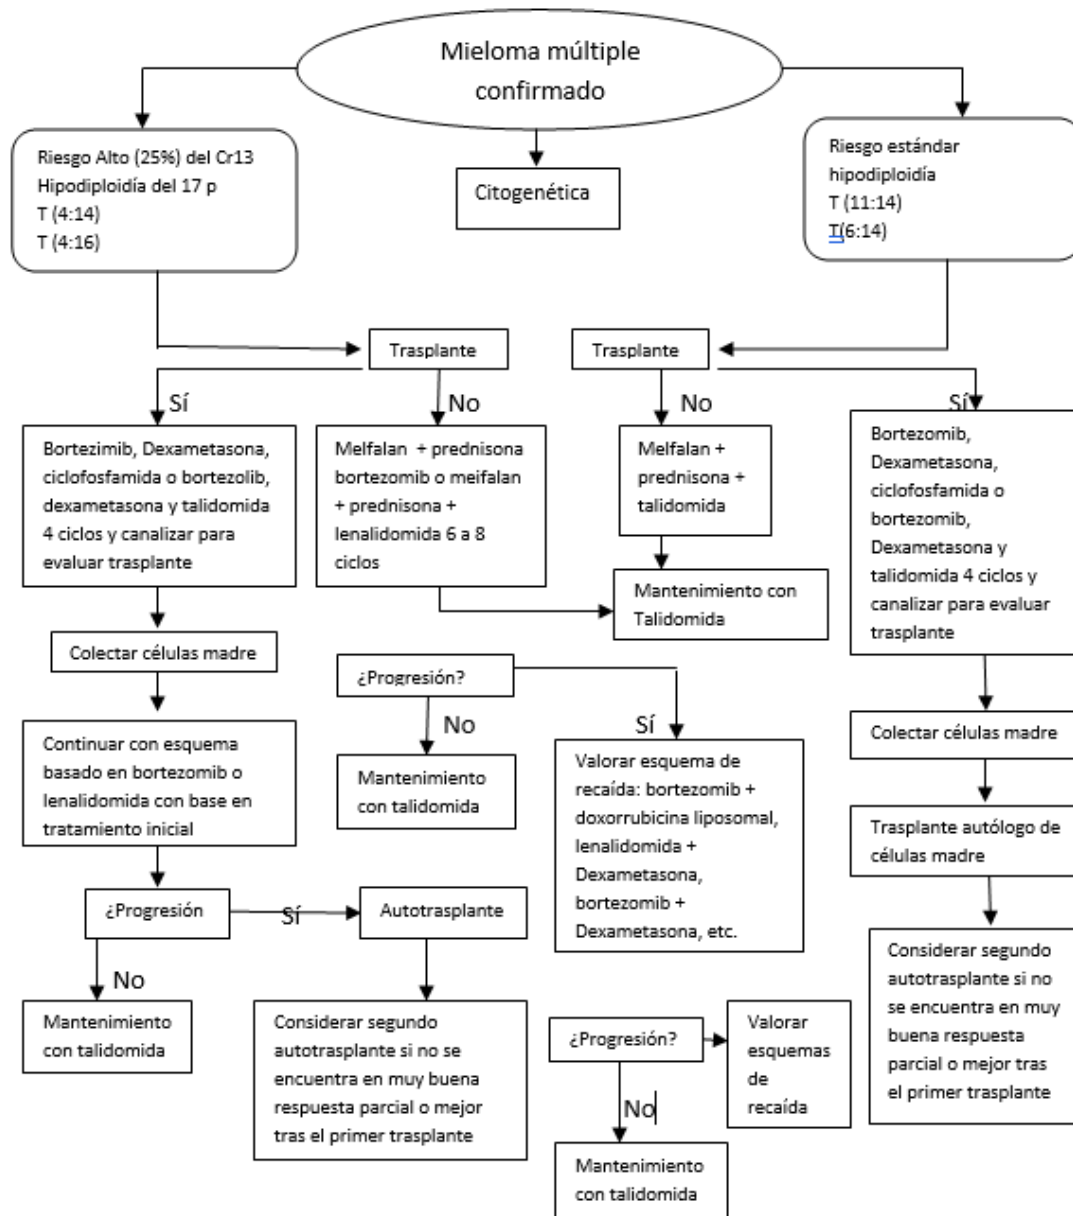 Mieloma múltiple
confirmado
Riesgo Alto (25%) del Cr13
Hipodiploidía del 17 p
T (4:14)
T (4:16)
Citogenética
Riesgo estándar
hipodiploidía
T (11:14)
T(6:14)
Trasplante
Trasplante
Sí
No
No
Sí
Bortezimib, Dexametasona,
ciclofosfamida o bortezolib,
dexametasona y talidomida
4 ciclos y canalizar para
evaluar trasplante
Melfalan + prednisona
bortezomib o meifalan
+ prednisona +
lenalidomida 6 a 8
ciclos
Melfalan +
prednisona +
talidomida
Bortezomib,
Dexametasona,
ciclofosfamida o
bortezomib,
Dexametasona y
talidomida 4 ciclos y
canalizar para evaluar
trasplante
Mantenimiento con
Talidomida
Colectar células madre
¿Progresión?
No
Sí
Continuar con esquema
basado en bortezomib o
lenalidomida con base en
tratamiento inicial
Mantenimiento
con talidomida
Valorar esquema de
recaída: bortezomib +
doxorrubicina liposomal,
lenalidomida +
Dexametasona,
bortezomib +
Dexametasona, etc.
Colectar células madre
Trasplante autólogo de
células madre
¿Progresión
Sí
Autotrasplante
No
Mantenimiento
con talidomida
Considerar segundo
autotrasplante si no se
encuentra en muy buena
respuesta parcial o mejor
tras el primer trasplante
¿Progresión?
Valorar
esquemas
de
recaída
No
Mantenimiento
con talidomida
Considerar segundo
autotrasplante si no
se encuentra en muy
buena respuesta
parcial o mejor tras
el primer trasplante